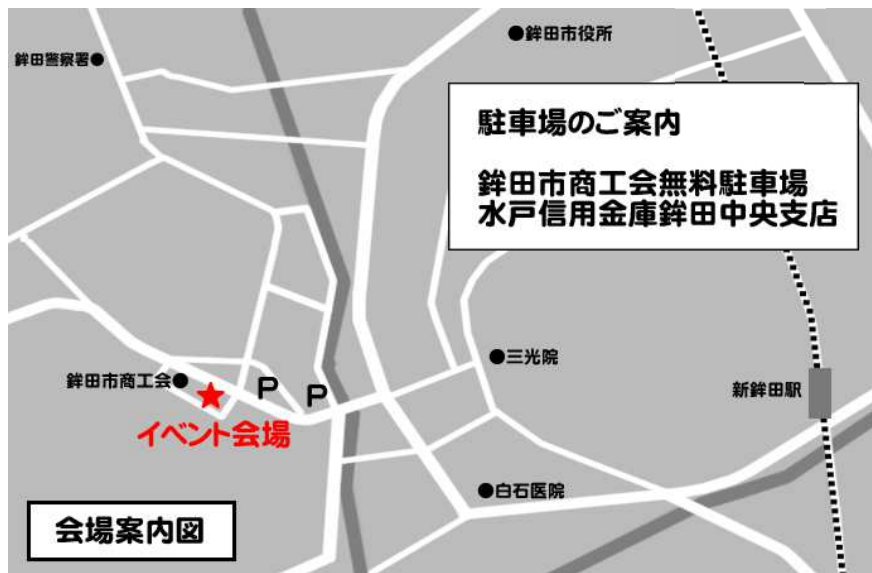 ●鉾田市役所
鉾田警察署●
駐車場のご案内
鉾田市商工会無料駐車場
水戸信用金庫鉾田中央支店
●三光院
鉾田市商工会●
P
P
新鉾田駅
イベント会場
●白石医院
会場案内図